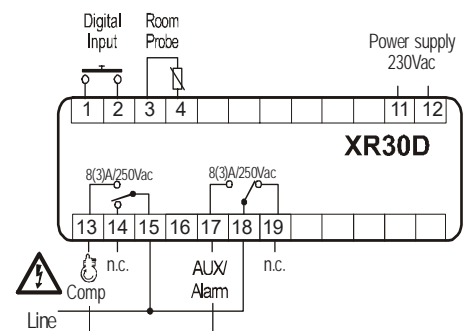 Digital Input
Room Probe
Power supply 230Vac
1 2 3 4 11 12
XR30D
8(3)A/250Vac 8(3)A/250Vac
13 14 15 16 17 18 19
Comp n.c. AUX/ Alarm n.c.
Line